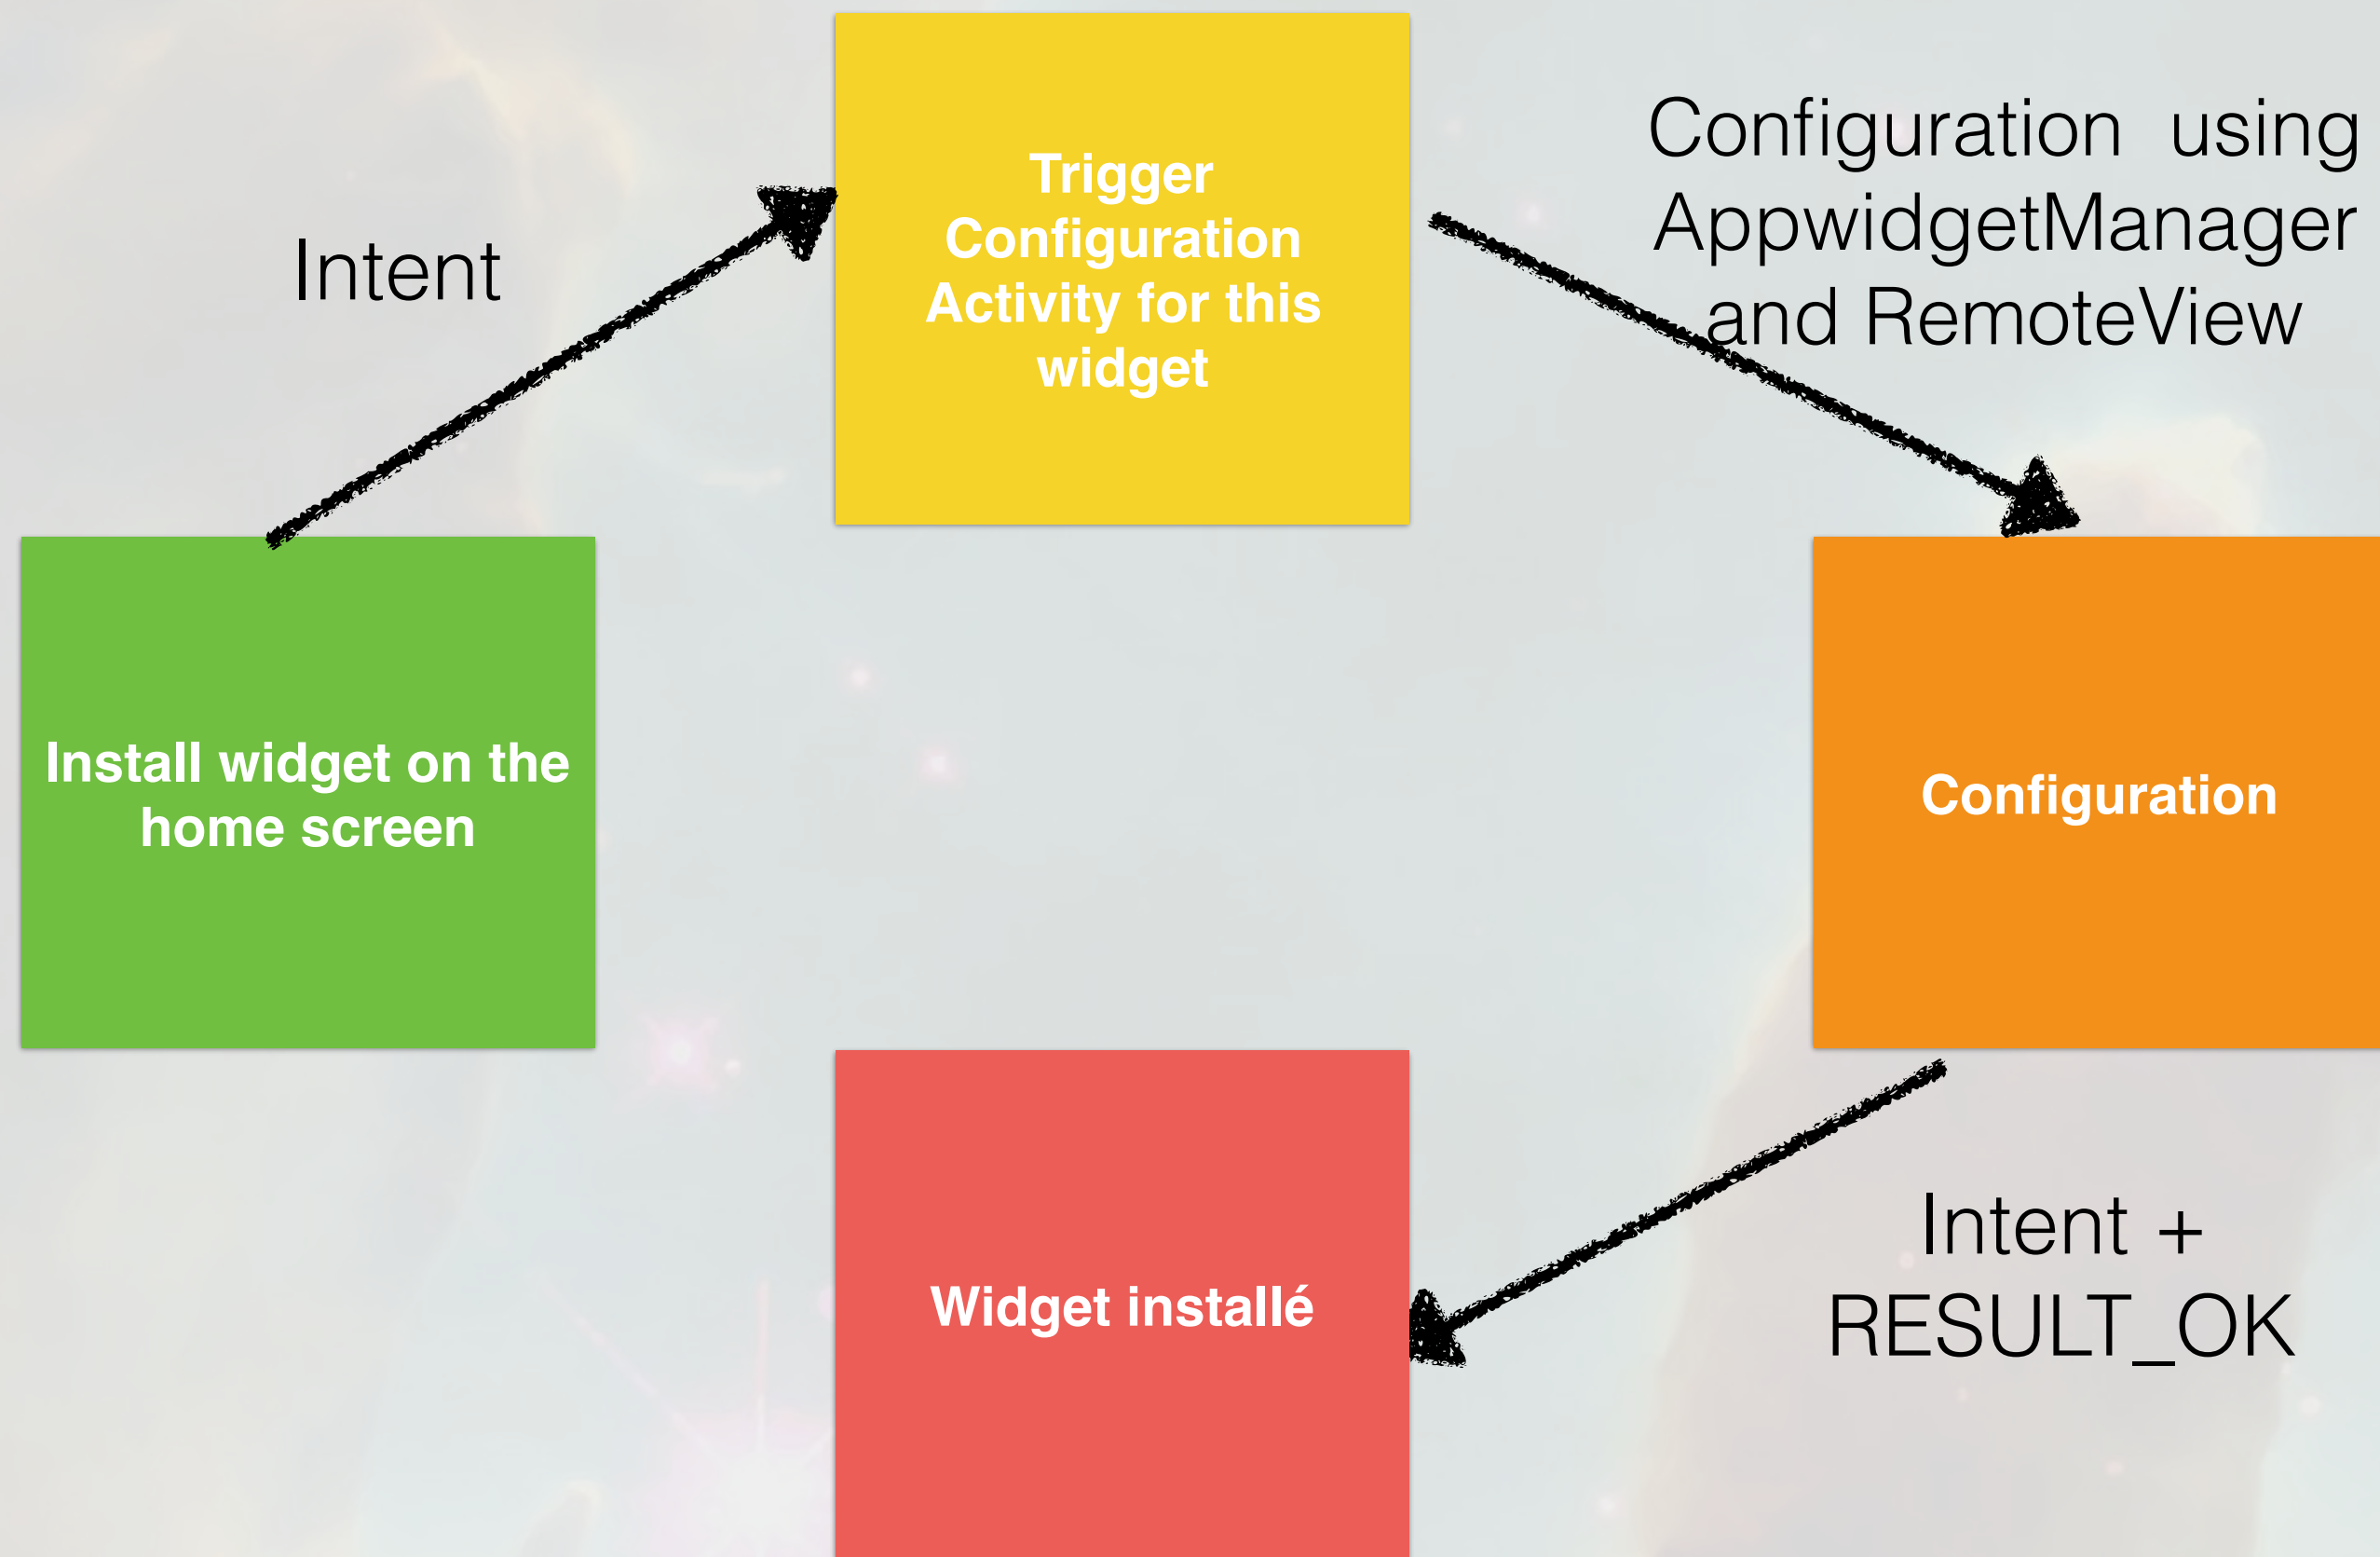 Intent
Trigger
Configuration
Activity for this
widget
Configuration using
AppwidgetManager
and RemoteView
Install widget on the
home screen
Configuration
Widget installé
Intent +
RESULT_OK